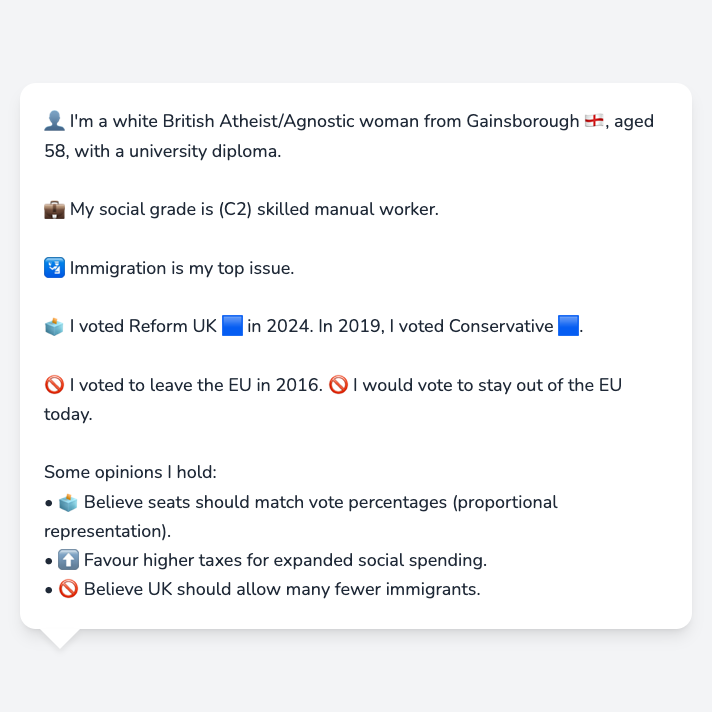 👤 I'm a white British Atheist/Agnostic woman from Gainsborough 🏴󠁧󠁢󠁥󠁮󠁧󠁿, aged
58, with a university diploma.
💼 My social grade is (C2) skilled manual worker.
🛂 Immigration is my top issue.
🗳️ I voted Reform UK 🟦 in 2024. In 2019, I voted Conservative 🟦.
🚫 I voted to leave the EU in 2016. 🚫 I would vote to stay out of the EU
today.
Some opinions I hold:
• 🗳️ Believe seats should match vote percentages (proportional
representation).
• ⬆️ Favour higher taxes for expanded social spending.
• 🚫 Believe UK should allow many fewer immigrants.